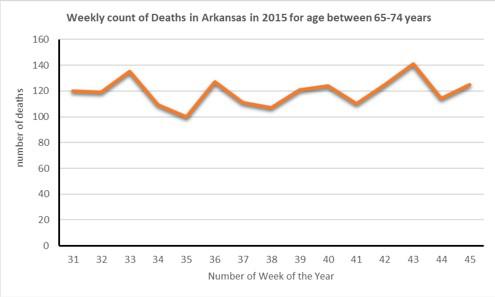 Weekly count of Deaths in Arkansas in 2015 for age between 65-74 years
160
140
120
100
80
60
40
20
0
number of deaths
31 32 33 34 35 36 37 38 39 40 41 42 43 44 45
Number of Week of the Year